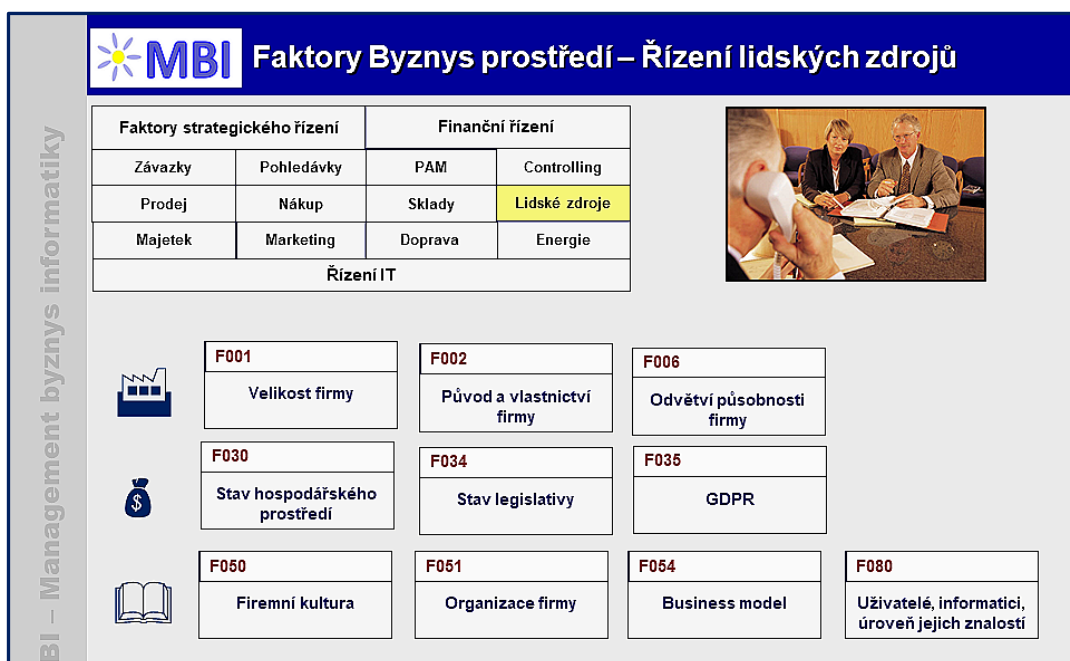 MBI Faktory Byznys prostředí – Řízení lidských zdrojů
BI – Management byznys informatiky
Faktory strategického řízení
Finanční řízení
Závazky
Pohledávky
PAM
Controlling
Prodej
Nákup
Sklady
Lidské zdroje
Majetek
Marketing
Doprava
Energie
Řízení IT
F001
Velikost firmy
F002
Původ a vlastnictví
firmy
F006
Odvětví působnosti
firmy
F030
Stav hospodářského
prostředí
F034
Stav legislativy
F035
GDPR
$
F050
Firemní kultura
F051
Organizace firmy
F054
Business model
F080
Uživatelé, informatici,
úroveň jejich znalostí